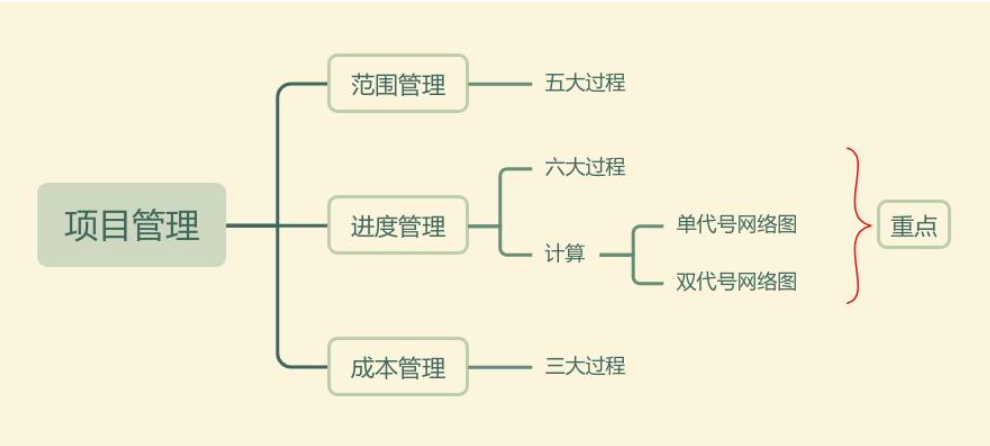 项目管理
范围管理
五大过程
进度管理
六大过程
计算
单代号网络图
双代号网络图
重点
成本管理
三大过程